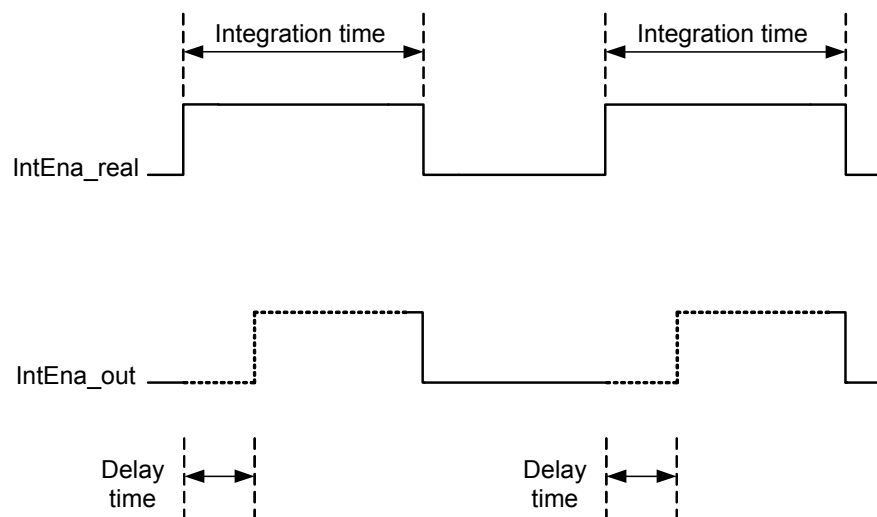 Integration time
Integration time
IntEna_real
IntEna_out
Delay
time
Delay
time